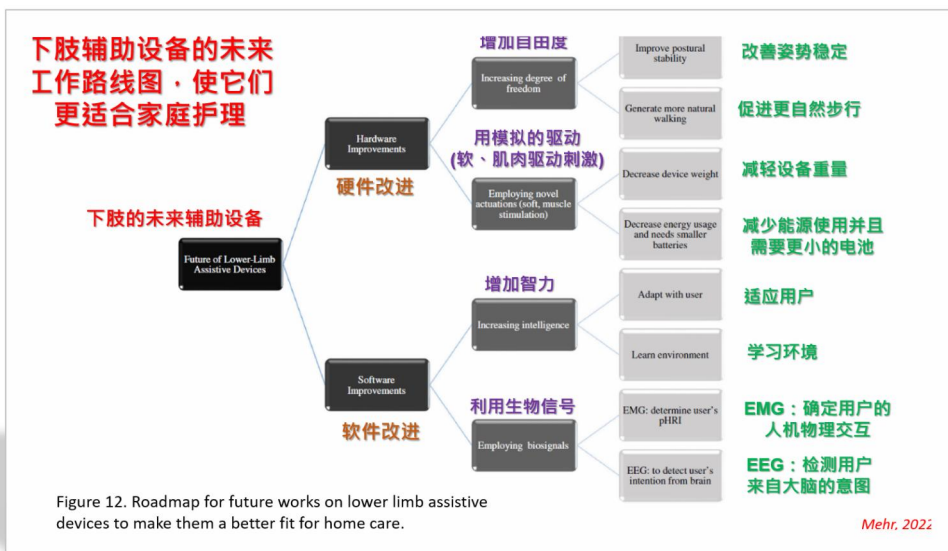 下肢辅助设备的未来
工作路线图，使它们
更适合家庭护理
增加自由度
Improve postural
stability
改善姿势稳定
Increasing degree of
freedom
Generate more natural
walking
促进更自然步行
Hardware
Improvements
硬件改进
用模拟的驱动
(软、肌肉驱动刺激)
Employing novel
actuations (soft, muscle
stimulation)
Decrease device weight
减轻设备重量
Decrease energy usage
and needs smaller
batteries
减少能源使用并且
需要更小的电池
下肢的未来辅助设备
Future of Lower-Limb
Assistive Devices
增加智力
Increasing intelligence
Adapt with user
适应用户
Learn environment
学习环境
Software
Improvements
软件改进
利用生物信号
Employing biosignals
EMG: determine user's
pHRI
EMG：确定用户的
人机物理交互
EEG: to detect user's
intention from brain
EEG：检测用户
来自大脑的意图
Figure 12. Roadmap for future works on lower limb assistive
devices to make them a better fit for home care.
Mehr, 2022